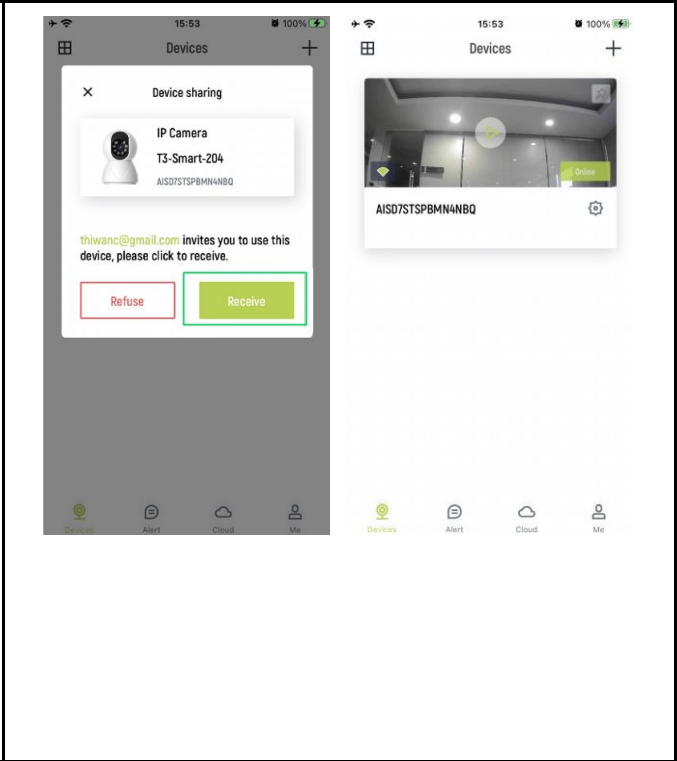 15:53
100%
Devices
Device sharing
IP Camera
T3-Smart-204
AISD7STSPBMN4NBQ
thiwanc@gmail.com invites you to use this
device, please click to receive.
Refuse
Receive
Devices
Alert
Cloud
Me
15:53
100%
Devices
Online
AISD7STSPBMN4NBQ
Devices
Alert
Cloud
Me